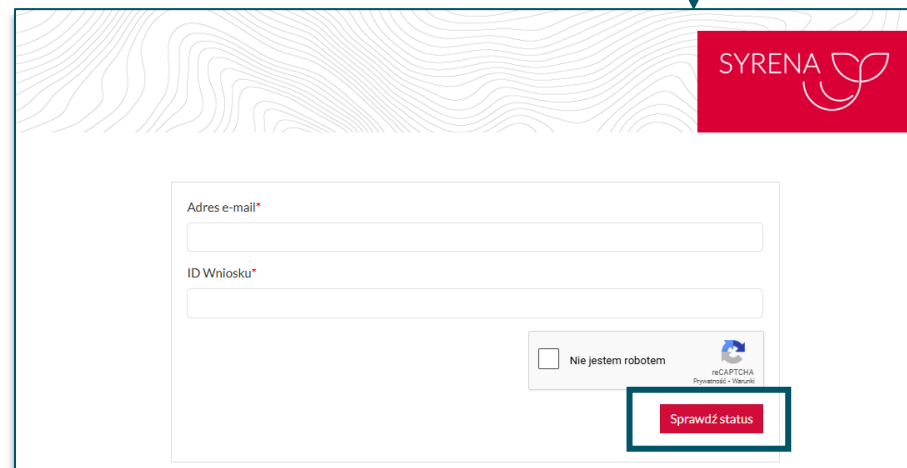 SYRENA
Adres e-mail*
ID Wniosku*
Nie jestem robotem
reCAPTCHA
Prywatność - Warunki
Sprawdź status